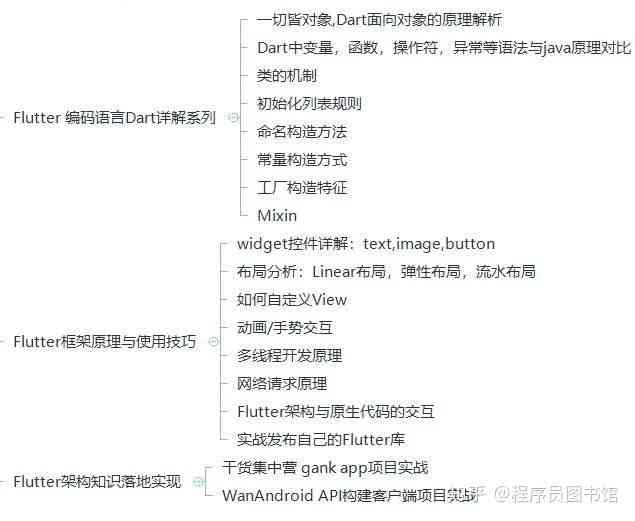 一切皆对象,Dart面向对象的原理解析
Dart中变量，函数，操作符，异常等语法与java原理对比
类的机制
初始化列表规则
Flutter 编码语言Dart详解系列
命名构造方法
常量构造方式
工厂构造特征
Mixin
widget控件详解：text,image,button
布局分析：Linear布局，弹性布局，流水布局
如何自定义View
动画/手势交互
Flutter框架原理与使用技巧
多线程开发原理
网络请求原理
Flutter架构与原生代码的交互
实战发布自己的Flutter库
干货集中营 gank app项目实战
Flutter架构知识落地实现
WanAndroid API构建客户端项目实战
知乎 @程序员图书馆